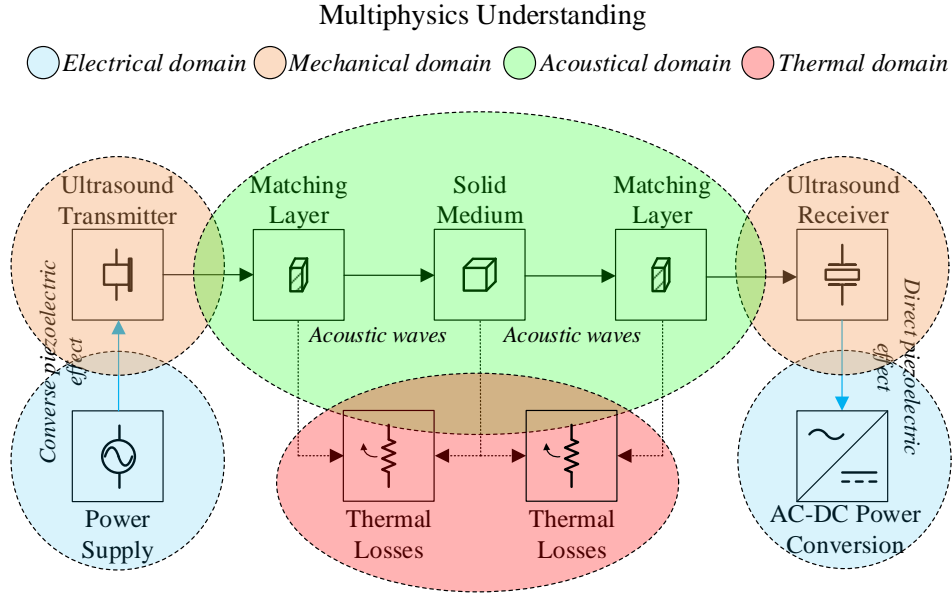 Multiphysics Understanding
Electrical domain
Mechanical domain
Acoustical domain
Thermal domain
Ultrasound
Transmitter
Matching
Layer
Solid
Medium
Matching
Layer
Ultrasound
Receiver
Converse piezoelectric
effect
Acoustic waves
Acoustic waves
Direct piezoelectric
effect
Power
Supply
Thermal
Losses
Thermal
Losses
AC-DC Power
Conversion